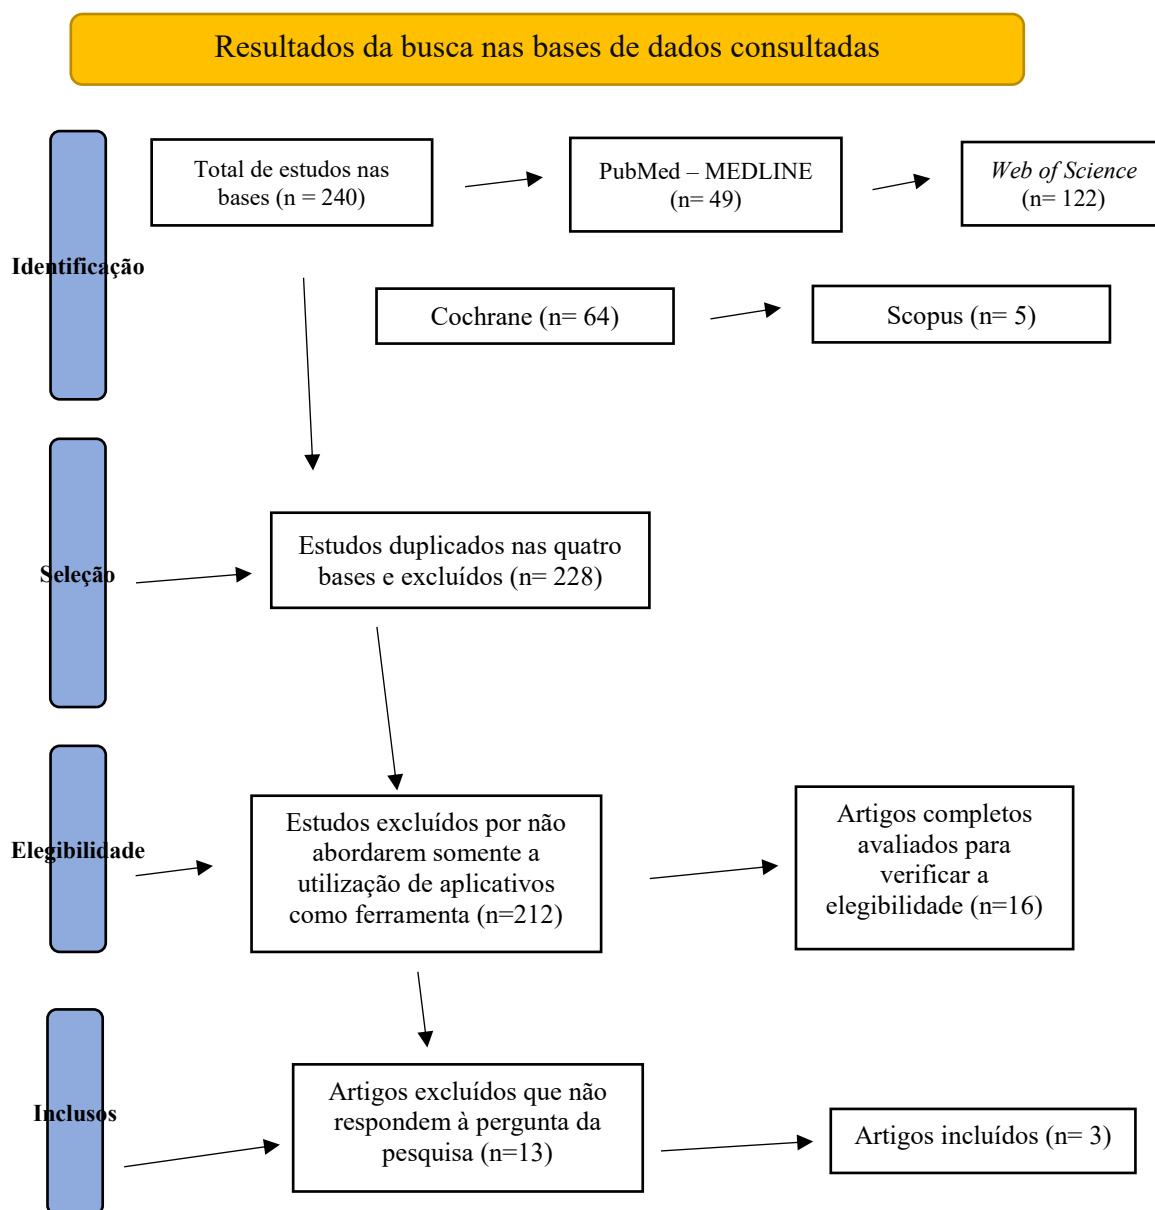 Resultados da busca nas bases de dados consultadas
Identificação
Total de estudos nas
bases (n = 240)
PubMed – MEDLINE
(n= 49)
Web of Science
(n= 122)
Cochrane (n= 64)
Scopus (n= 5)
Seleção
Estudos duplicados nas quatro
bases e excluídos (n= 228)
Elegibilidade
Estudos excluídos por não
abordarem somente a
utilização de aplicativos
como ferramenta (n=212)
Artigos completos
avaliados para
verificar a
elegibilidade (n=16)
Inclusos
Artigos excluídos que não
respondem à pergunta da
pesquisa (n=13)
Artigos incluídos (n= 3)